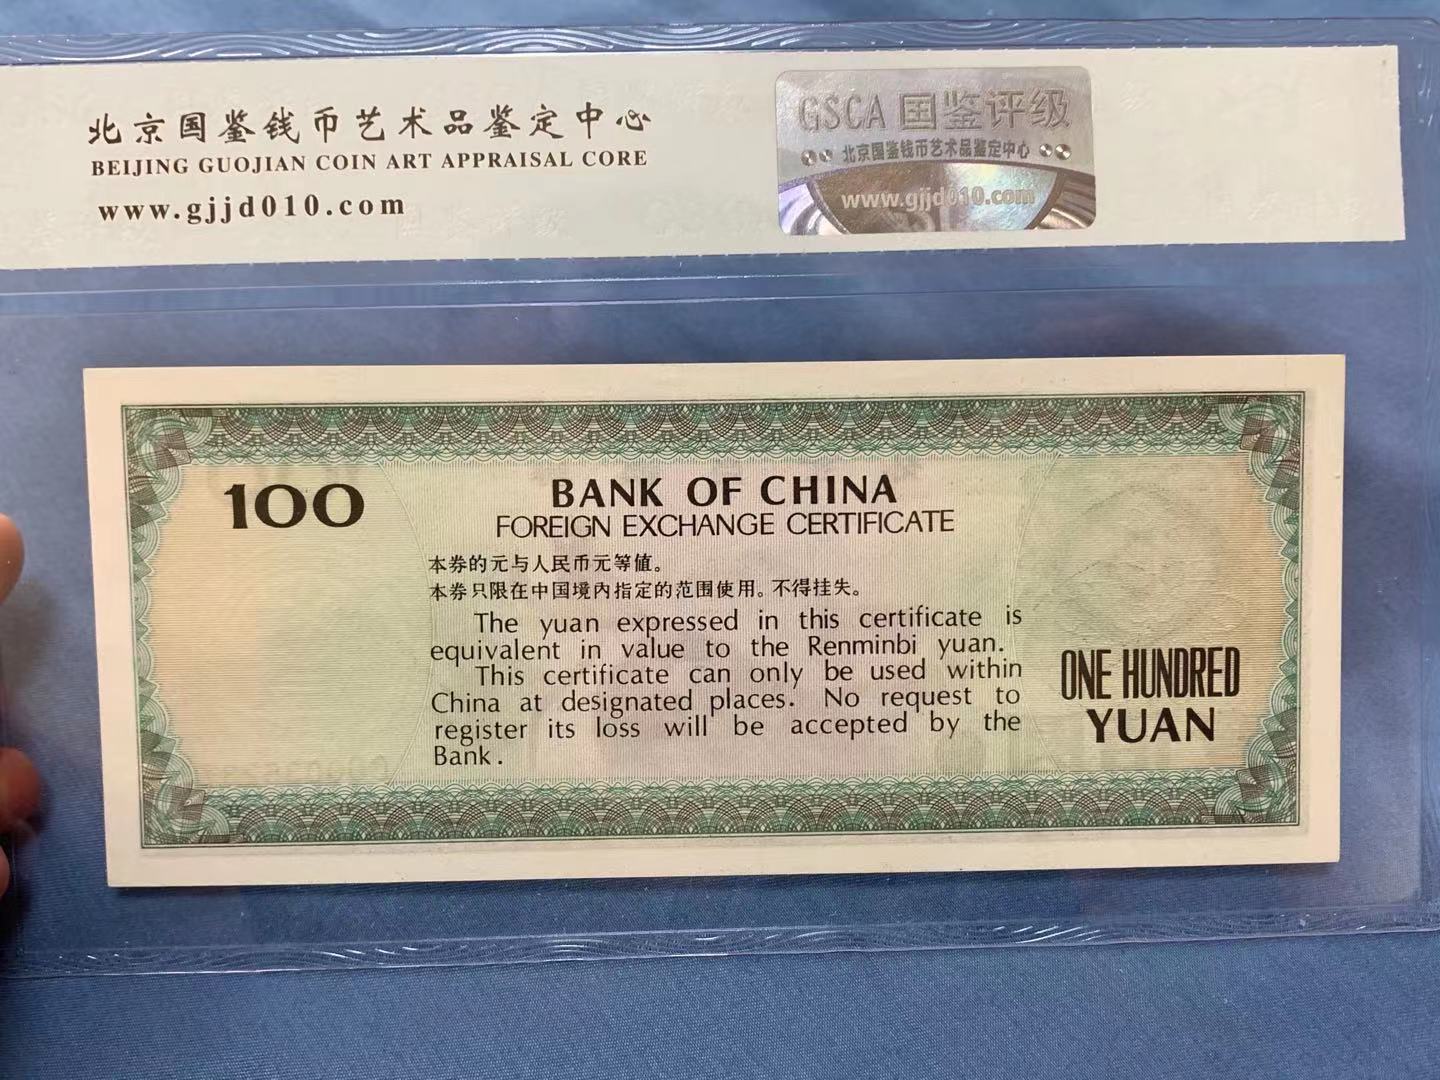 北京国鉴钱币艺术品鉴定中心
BEIJING GUOJIAN COIN ART APPRAISAL CORE
www.gjjd010.com
GSCA 国鉴评级
北京国鉴钱币艺术品鉴定中心
www.gjjd010.com
100
BANK OF CHINA
FOREIGN EXCHANGE CERTIFICATE
本券的元与人民币元等值。
本券只限在中国境内指定的范围使用。不得挂失。
The yuan expressed in this certificate is
equivalent in value to the Renminbi yuan.
This certificate can only be used within
China at designated places. No request to
register its loss will be accepted by the
Bank.
ONE HUNDRED
YUAN